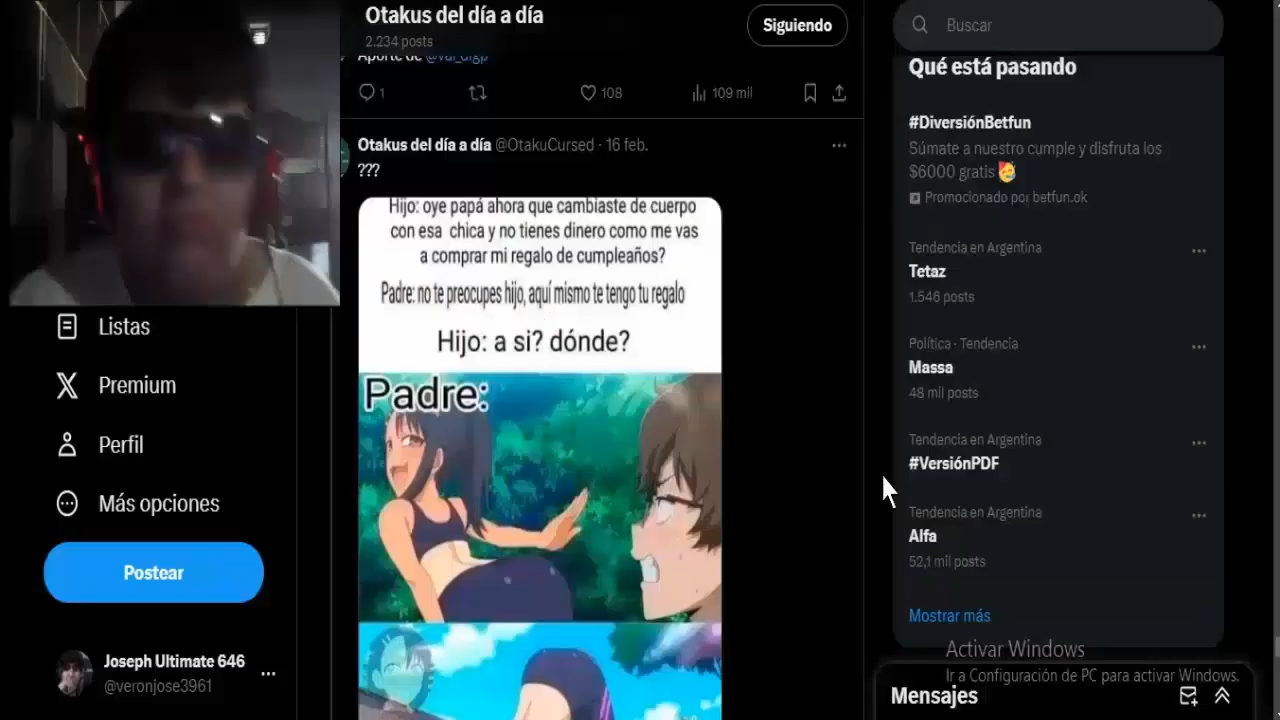 Otakus del día a día
2.234 posts
Siguiendo
Aporte de @val_digp
1
108
109 mil
Otakus del día a día @OtakuCursed · 16 feb.
???
Hijo: oye papá ahora que cambiaste de cuerpo
con esa chica y no tienes dinero como me vas
a comprar mi regalo de cumpleaños?
Padre: no te preocupes hijo, aquí mismo te tengo tu regalo
Hijo: a si? dónde?
Padre:
Listas
Premium
Perfil
Más opciones
Postear
Joseph Ultimate 646
@veronjose3961
Buscar
Qué está pasando
#DiversiónBetfun
Súmate a nuestro cumple y disfruta los
$6000 gratis
Promocionado por betfun.ok
Tendencia en Argentina
Tetaz
1.546 posts
Política · Tendencia
Massa
48 mil posts
Tendencia en Argentina
#VersiónPDF
Tendencia en Argentina
Alfa
52,1 mil posts
Mostrar más
Activar Windows
Ir a Configuración de PC para activar Windows.
Mensajes